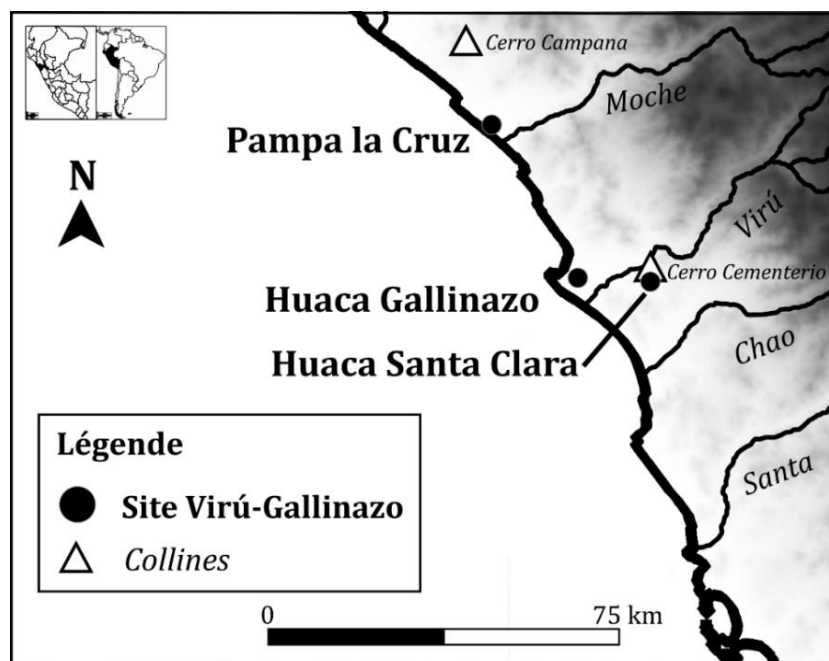 Cerro Campana
Moche
Pampa la Cruz
N
Virú
Cerro Cementerio
Huaca Gallinazo
Huaca Santa Clara
Chao
Santa
Légende
Site Virú-Gallinazo
Collines
0 75 km